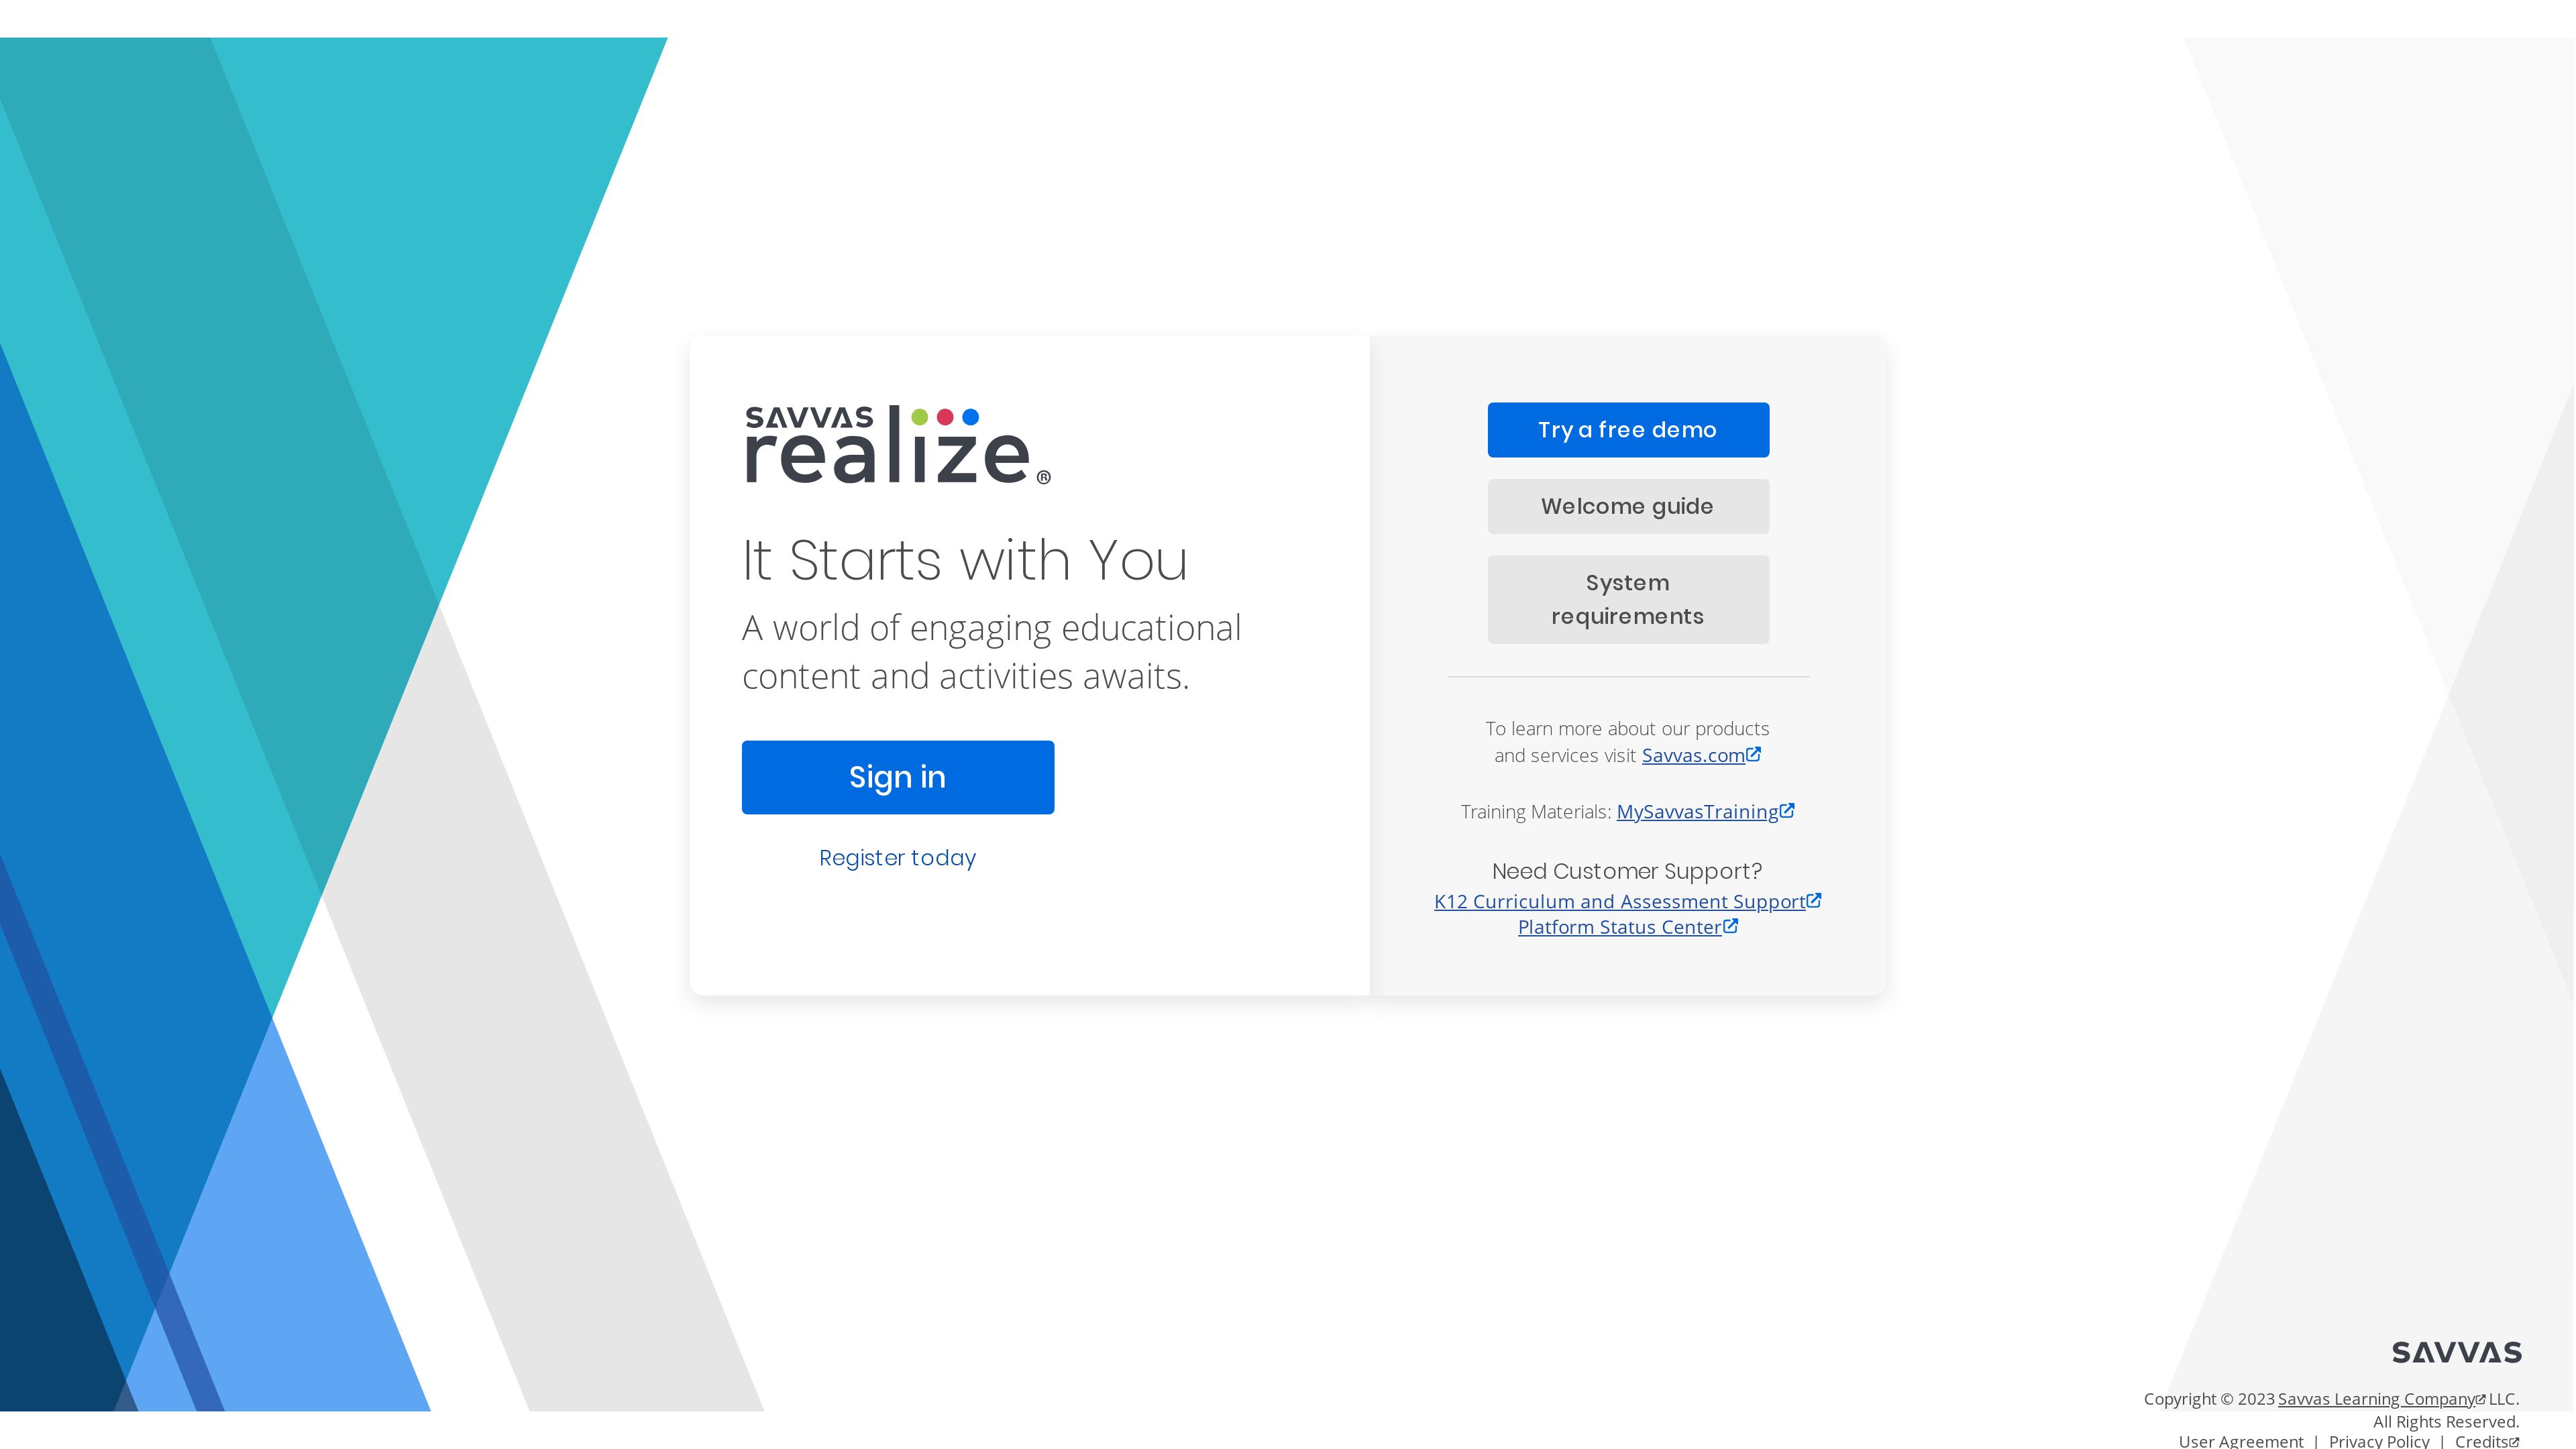 SAVVAS
realize®
It Starts with You
A world of engaging educational
content and activities awaits.
Sign in
Register today
Try a free demo
Welcome guide
System
requirements
To learn more about our products
and services visit Savvas.com
Training Materials: MySavvasTraining
Need Customer Support?
K12 Curriculum and Assessment Support
Platform Status Center
SAVVAS
Copyright © 2023 Savvas Learning Company LLC.
All Rights Reserved.
User Agreement | Privacy Policy | Credits